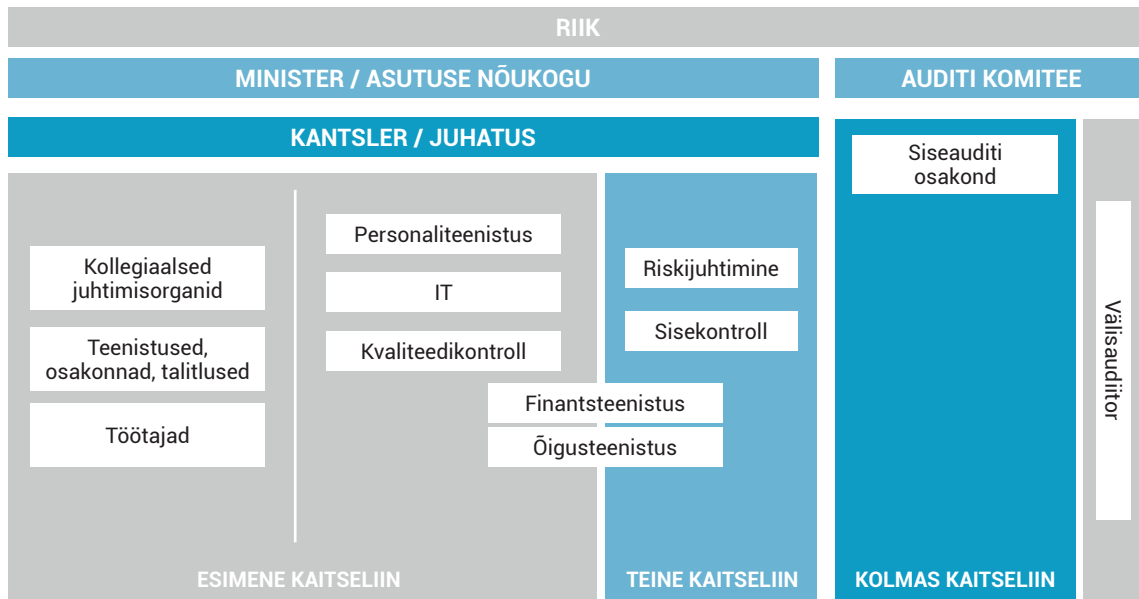 RIIK
MINISTER / ASUTUSE NÕUKOGU
AUDITI KOMITEE
KANTSLER / JUHATUS
Kollegiaalsed
juhtimisorganid
Teenistused,
osakonnad, talitlused
Töötajad
Personaliteenistus
IT
Kvaliteedikontroll
Finantsteenistus
Õigusteenistus
Riskijuhtimine
Sisekontroll
Siseauditi
osakond
Välisaudiitor
ESIMENE KAITSELIIN
TEINE KAITSELIIN
KOLMAS KAITSELIIN